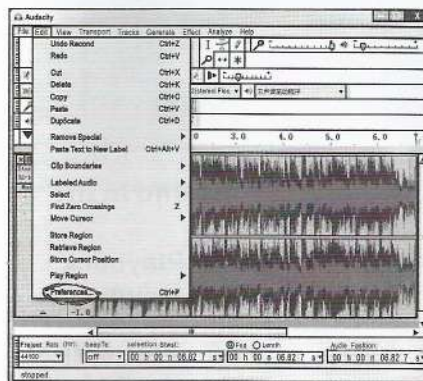 Audacity
File Edit View Transport Tracks Generate Effect Analyze Help
Undo Record Ctrl+Z
Redo Ctrl+Y
Cut Ctrl+X
Delete Ctrl+K
Copy Ctrl+C
Paste Ctrl+V
Duplicate Ctrl+D
Remove Special
Paste Text to New Label Ctrl+Alt+V
Clip Boundaries
Labeled Audio
Select
Find Zero Crossings Z
Move Cursor
Store Region
Retrieve Region
Store Cursor Position
Play Region
Preferences... Ctrl+P
3.0 4.0 5.0 6.0 7
-1.0
Project Rate (Hz): Selection Start: End Length Audio Position:
44100 Off 00 h 00 m 06.827 s 00 h 00 m 06.827 s 00 h 00 m 06.827 s
stopped